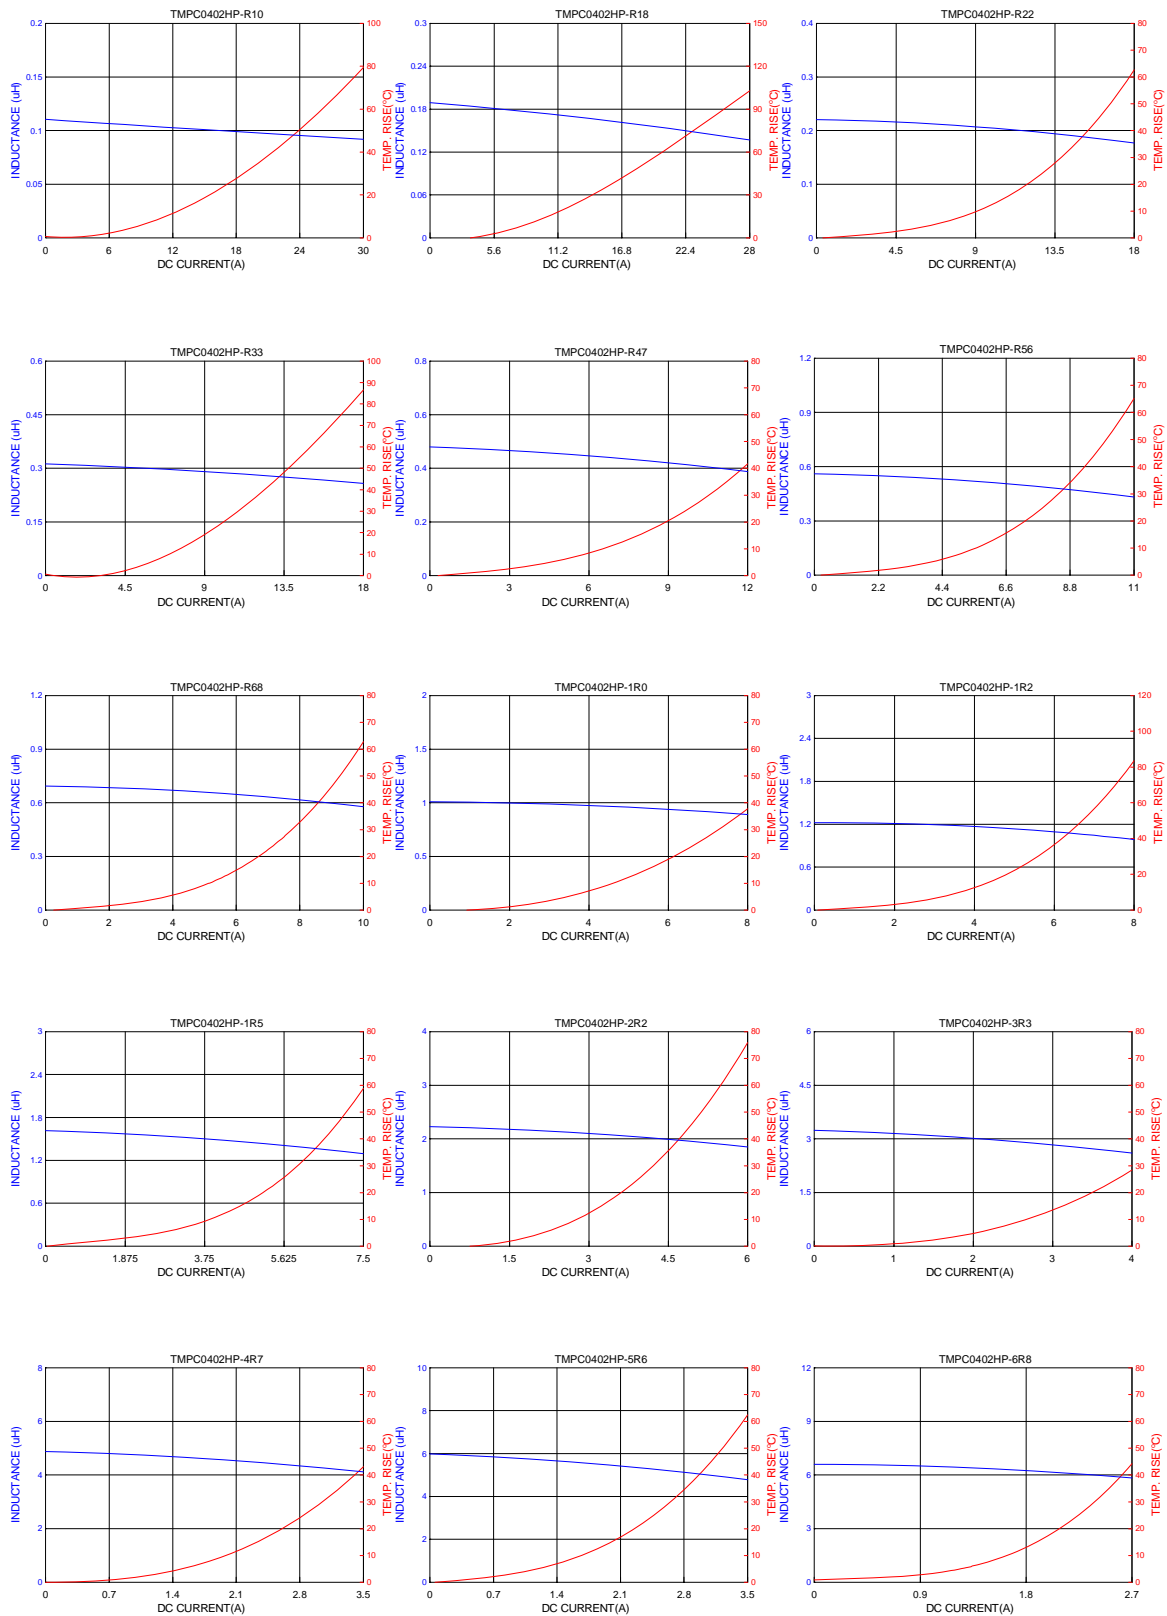 TMPC0402HP-R10
0.2
0.15
0.1
0.05
0
100
80
60
40
20
0
0 6 12 18 24 30
INDUCTANCE (uH)
TEMP. RISE(°C)
DC CURRENT(A)
TMPC0402HP-R18
0.3
0.24
0.18
0.12
0.06
0
150
120
90
60
30
0
0 5.6 11.2 16.8 22.4 28
INDUCTANCE (uH)
TEMP. RISE(°C)
DC CURRENT(A)
TMPC0402HP-R22
0.4
0.3
0.2
0.1
0
80
70
60
50
40
30
20
10
0
0 4.5 9 13.5 18
INDUCTANCE (uH)
TEMP. RISE(°C)
DC CURRENT(A)
TMPC0402HP-R33
0.6
0.45
0.3
0.15
0
100
90
80
70
60
50
40
30
20
10
0
0 4.5 9 13.5 18
INDUCTANCE (uH)
TEMP. RISE(°C)
DC CURRENT(A)
TMPC0402HP-R47
0.8
0.6
0.4
0.2
0
80
70
60
50
40
30
20
10
0
0 3 6 9 12
INDUCTANCE (uH)
TEMP. RISE(°C)
DC CURRENT(A)
TMPC0402HP-R56
1.2
0.9
0.6
0.3
0
80
70
60
50
40
30
20
10
0
0 2.2 4.4 6.6 8.8 11
INDUCTANCE (uH)
TEMP. RISE(°C)
DC CURRENT(A)
TMPC0402HP-R68
1.2
0.9
0.6
0.3
0
80
70
60
50
40
30
20
10
0
0 2 4 6 8 10
INDUCTANCE (uH)
TEMP. RISE(°C)
DC CURRENT(A)
TMPC0402HP-1R0
2
1.5
1
0.5
0
80
70
60
50
40
30
20
10
0
0 2 4 6 8
INDUCTANCE (uH)
TEMP. RISE(°C)
DC CURRENT(A)
TMPC0402HP-1R2
3
2.4
1.8
1.2
0.6
0
120
100
80
60
40
20
0
0 2 4 6 8
INDUCTANCE (uH)
TEMP. RISE(°C)
DC CURRENT(A)
TMPC0402HP-1R5
3
2.4
1.8
1.2
0.6
0
80
70
60
50
40
30
20
10
0
0 1.875 3.75 5.625 7.5
INDUCTANCE (uH)
TEMP. RISE(°C)
DC CURRENT(A)
TMPC0402HP-2R2
4
3
2
1
0
80
70
60
50
40
30
20
10
0
0 1.5 3 4.5 6
INDUCTANCE (uH)
TEMP. RISE(°C)
DC CURRENT(A)
TMPC0402HP-3R3
6
4.5
3
1.5
0
80
70
60
50
40
30
20
10
0
0 1 2 3 4
INDUCTANCE (uH)
TEMP. RISE(°C)
DC CURRENT(A)
TMPC0402HP-4R7
8
6
4
2
0
80
70
60
50
40
30
20
10
0
0 0.7 1.4 2.1 2.8 3.5
INDUCTANCE (uH)
TEMP. RISE(°C)
DC CURRENT(A)
TMPC0402HP-5R6
10
8
6
4
2
0
80
70
60
50
40
30
20
10
0
0 0.7 1.4 2.1 2.8 3.5
INDUCTANCE (uH)
TEMP. RISE(°C)
DC CURRENT(A)
TMPC0402HP-6R8
12
9
6
3
0
80
70
60
50
40
30
20
10
0
0 0.9 1.8 2.7
INDUCTANCE (uH)
TEMP. RISE(°C)
DC CURRENT(A)